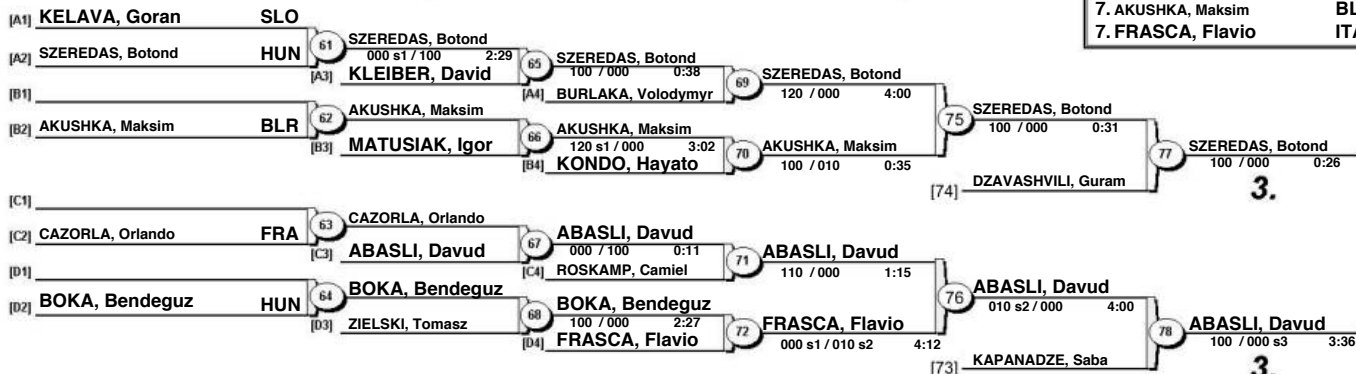 7. AKUSHKA, Maksim BL
7. FRASCA, Flavio ITA
[A1] KELAVA, Goran SLO
[A2] SZEREDAS, Botond HUN
61
SZEREDAS, Botond
000 s1 / 100 2:29
[A3] KLEIBER, David
65
SZEREDAS, Botond
100 / 000 0:38
[A4] BURLAKA, Volodymyr
69
SZEREDAS, Botond
120 / 000 4:00
[B1]
[B2] AKUSHKA, Maksim BLR
62
AKUSHKA, Maksim
[B3] MATUSIAK, Igor
66
AKUSHKA, Maksim
120 s1 / 000 3:02
[B4] KONDO, Hayato
70
AKUSHKA, Maksim
100 / 010 0:35
75
SZEREDAS, Botond
100 / 000 0:31
[74] DZAVASHVILI, Guram
77
SZEREDAS, Botond
100 / 000 0:26
3.
[C1]
[C2] CAZORLA, Orlando FRA
63
CAZORLA, Orlando
[C3] ABASLI, Davud
67
ABASLI, Davud
000 / 100 0:11
[C4] ROSKAMP, Camiel
71
ABASLI, Davud
110 / 000 1:15
[D1]
[D2] BOKA, Bendeguz HUN
64
BOKA, Bendeguz
[D3] ZIELSKI, Tomasz
68
BOKA, Bendeguz
100 / 000 2:27
[D4] FRASCA, Flavio
72
FRASCA, Flavio
000 s1 / 010 s2 4:12
76
ABASLI, Davud
010 s2 / 000 4:00
[73] KAPANADZE, Saba
78
ABASLI, Davud
100 / 000 s3 3:36
3.